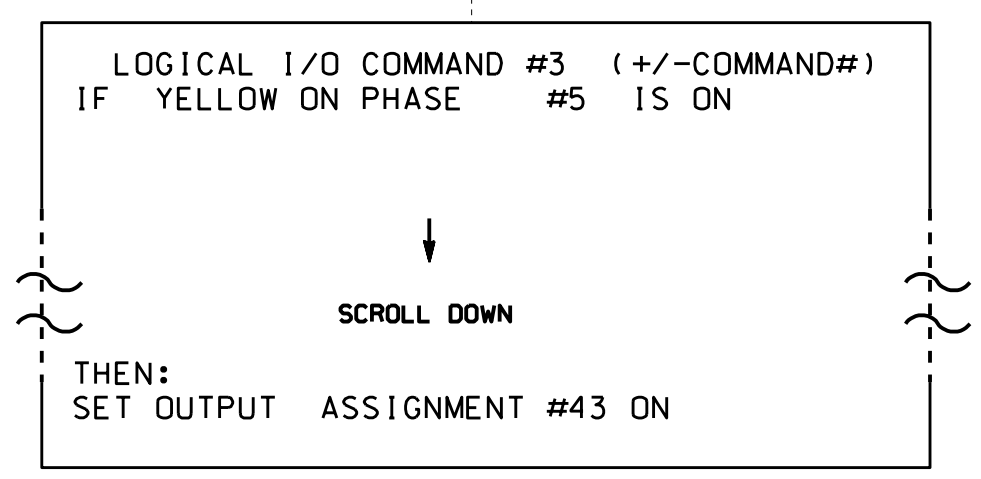 LOGICAL I/O COMMAND #3 (+/-COMMAND#)
IF YELLOW ON PHASE #5 IS ON
SCROLL DOWN
THEN:
SET OUTPUT ASSIGNMENT #43 ON